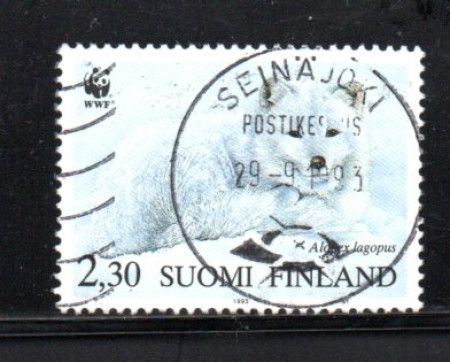 WWF
SEINÄJOKI
POSTIKESKUS
29-9 1993
Alopex lagopus
2,30 SUOMI FINLAND
1993